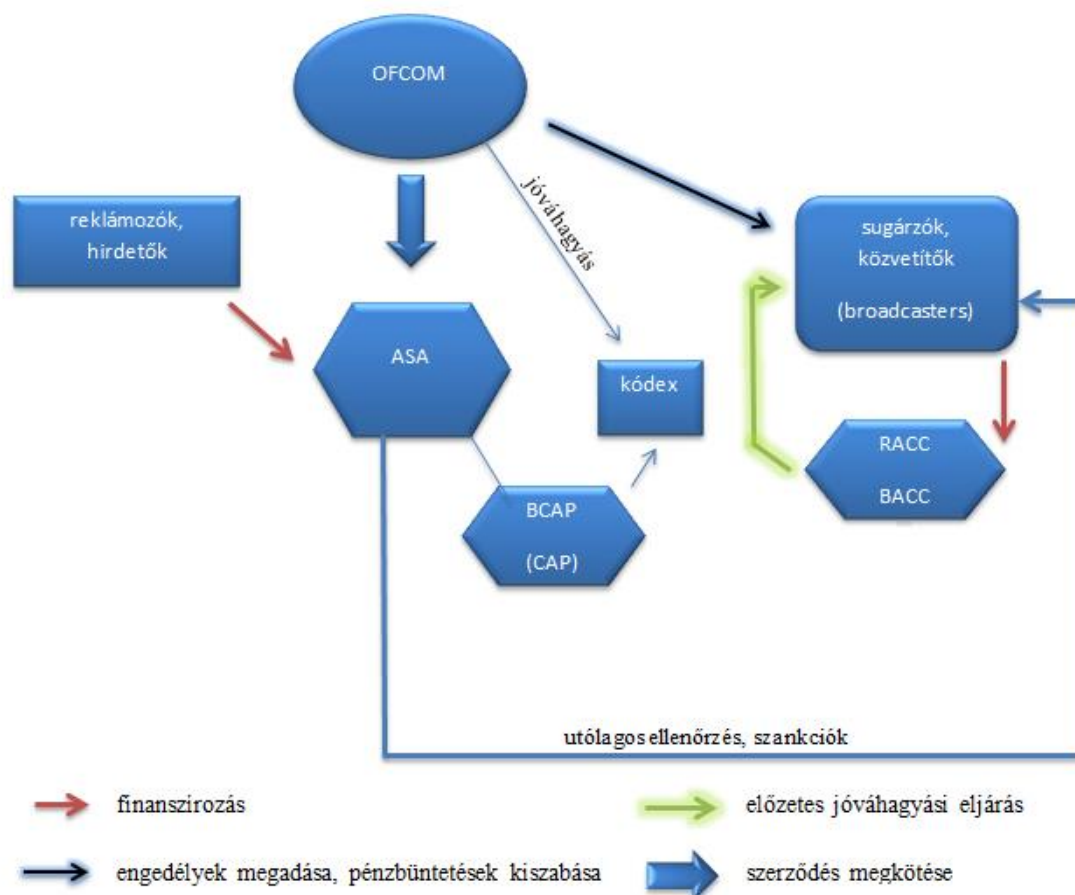 OFCOM
jóváhagyás
reklámozók,
hirdetők
sugárzók,
közvetítők
(broadcasters)
ASA
kódex
RACC
BACC
BCAP
(CAP)
utólagos ellenőrzés, szankciók
finanszírozás
előzetes jóváhagyási eljárás
engedélyek megadása, pénzbüntetések kiszabása
szerződés megkötése